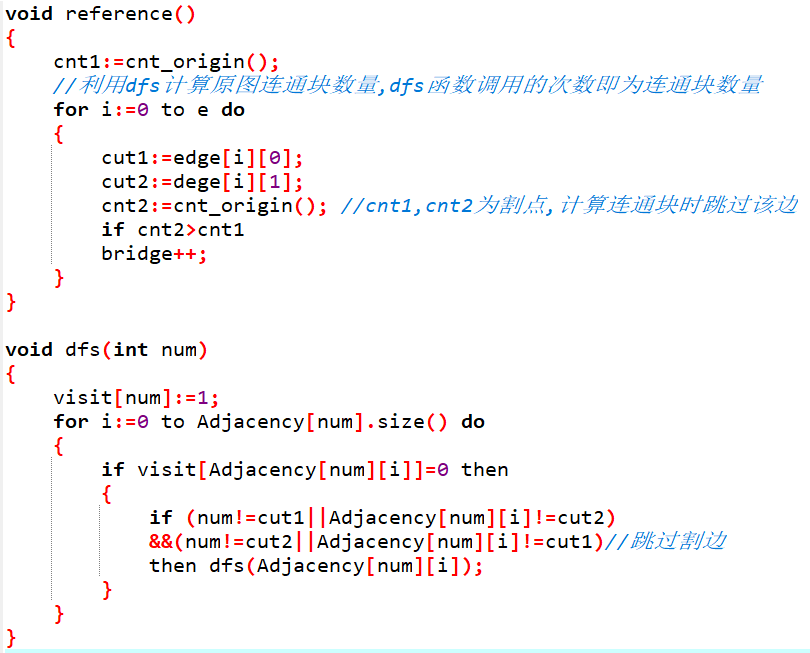 void reference()
{
    cnt1:=cnt_origin();
    //利用dfs计算原图连通块数量,dfs函数调用的次数即为连通块数量
    for i:=0 to e do
    {
        cut1:=edge[i][0];
        cut2:=dege[i][1];
        cnt2:=cnt_origin(); //cnt1,cnt2为割点,计算连通块时跳过该边
        if cnt2>cnt1
        bridge++;
    }
}

void dfs(int num)
{
    visit[num]:=1;
    for i:=0 to Adjacency[num].size() do
    {
        if visit[Adjacency[num][i]]=0 then
        {
            if (num!=cut1||Adjacency[num][i]!=cut2)
            &&(num!=cut2||Adjacency[num][i]!=cut1)//跳过割边
            then dfs(Adjacency[num][i]);
        }
    }
}